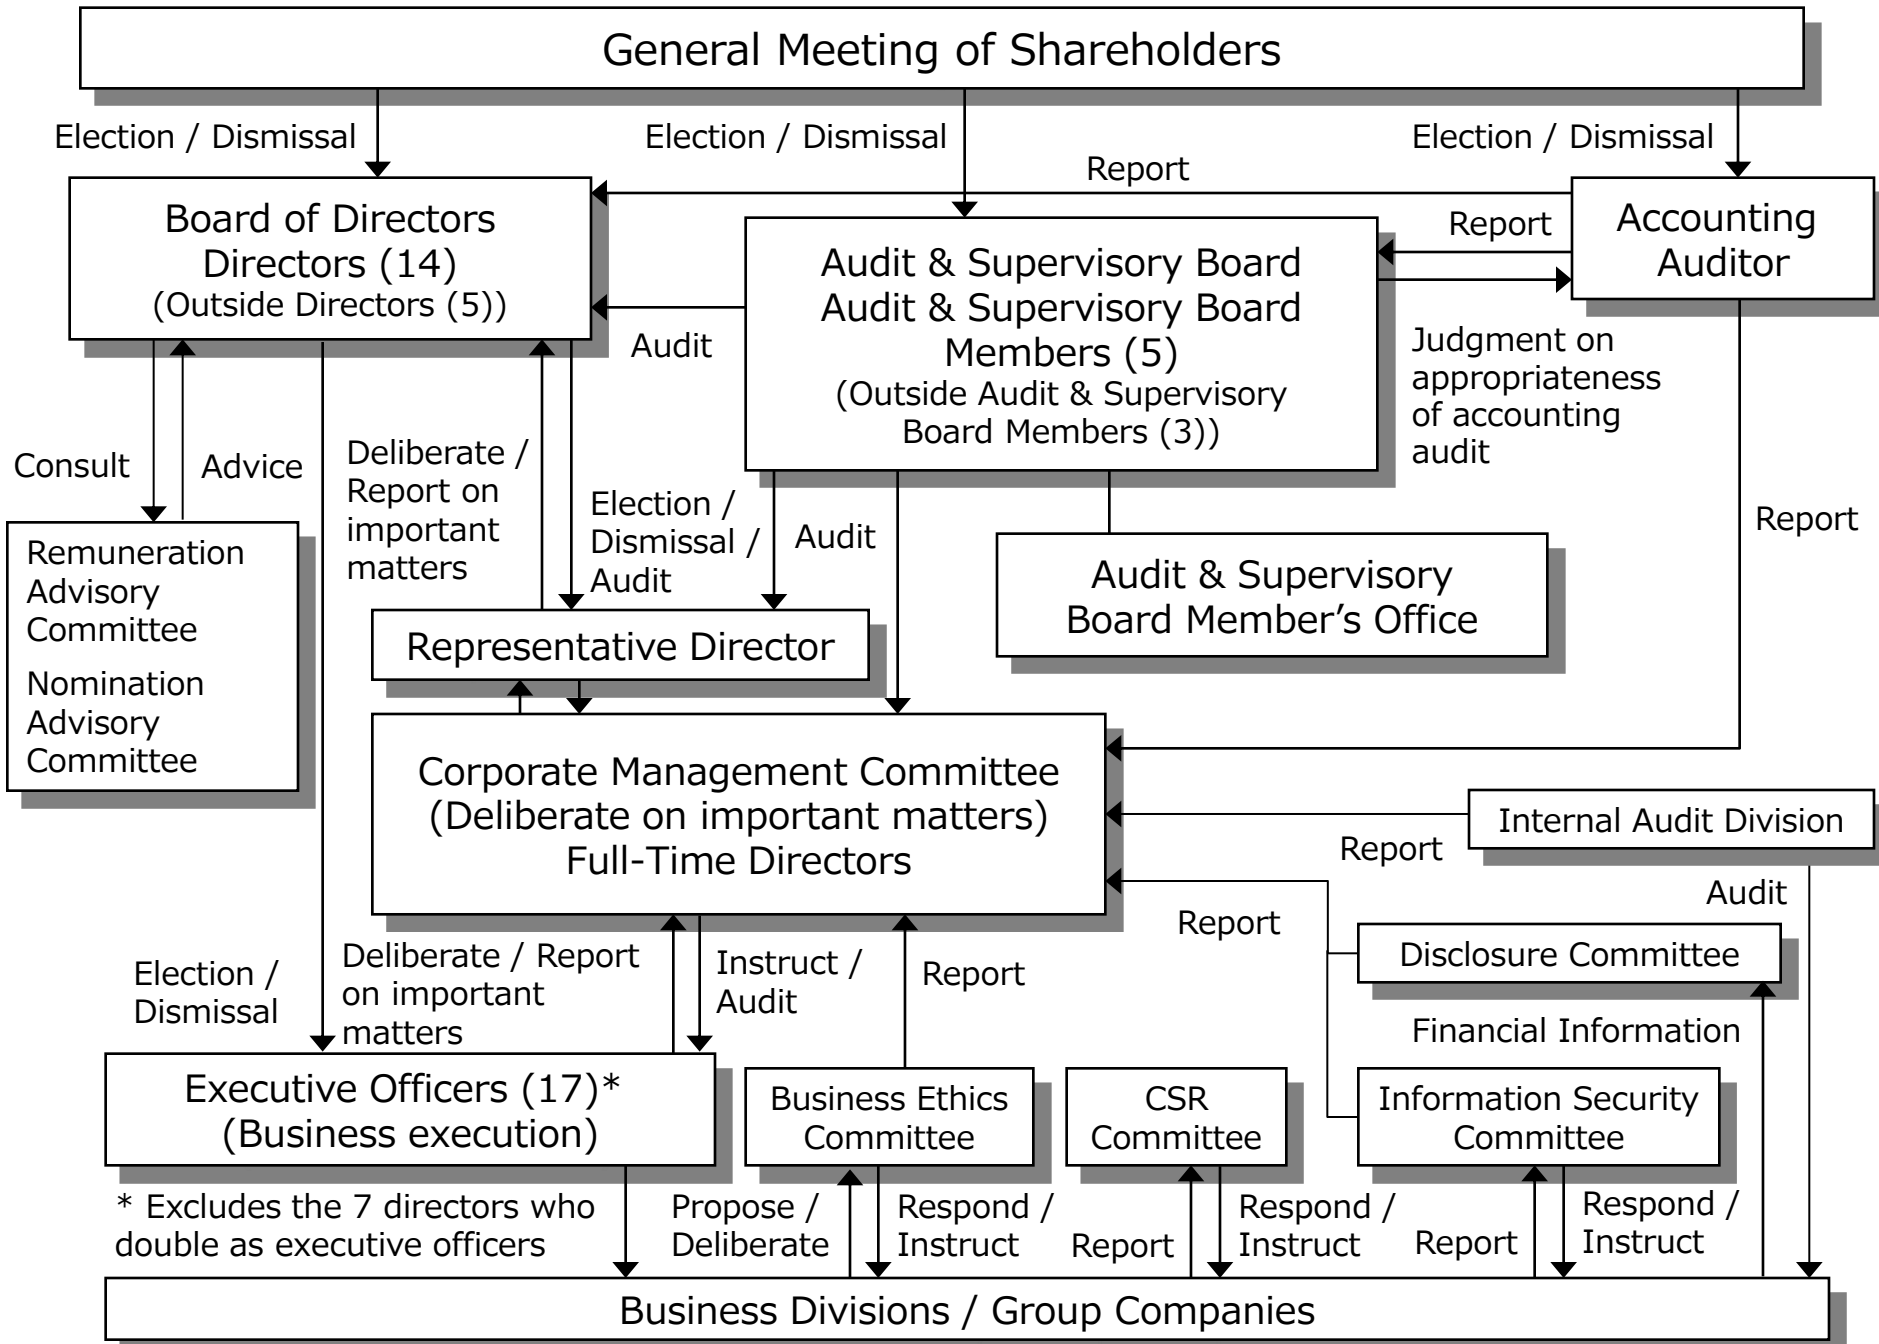 General Meeting of Shareholders
Election / Dismissal
Election / Dismissal
Election / Dismissal
Report
Board of Directors
Directors (14)
(Outside Directors (5))
Audit & Supervisory Board
Audit & Supervisory Board
Members (5)
(Outside Audit & Supervisory
Board Members (3))
Report
Accounting
Auditor
Audit
Judgment on
appropriateness
of accounting
audit
Consult
Advice
Deliberate /
Report on
important
matters
Election /
Dismissal /
Audit
Audit
Report
Remuneration
Advisory
Committee
Nomination
Advisory
Committee
Audit & Supervisory
Board Member’s Office
Representative Director
Corporate Management Committee
(Deliberate on important matters)
Full-Time Directors
Internal Audit Division
Report
Audit
Report
Disclosure Committee
Election /
Dismissal
Deliberate / Report
on important
matters
Instruct /
Audit
Report
Financial Information
Executive Officers (17)*
(Business execution)
Business Ethics
Committee
CSR
Committee
Information Security
Committee
* Excludes the 7 directors who
double as executive officers
Propose /
Deliberate
Respond /
Instruct
Report
Respond /
Instruct
Report
Respond /
Instruct
Business Divisions / Group Companies